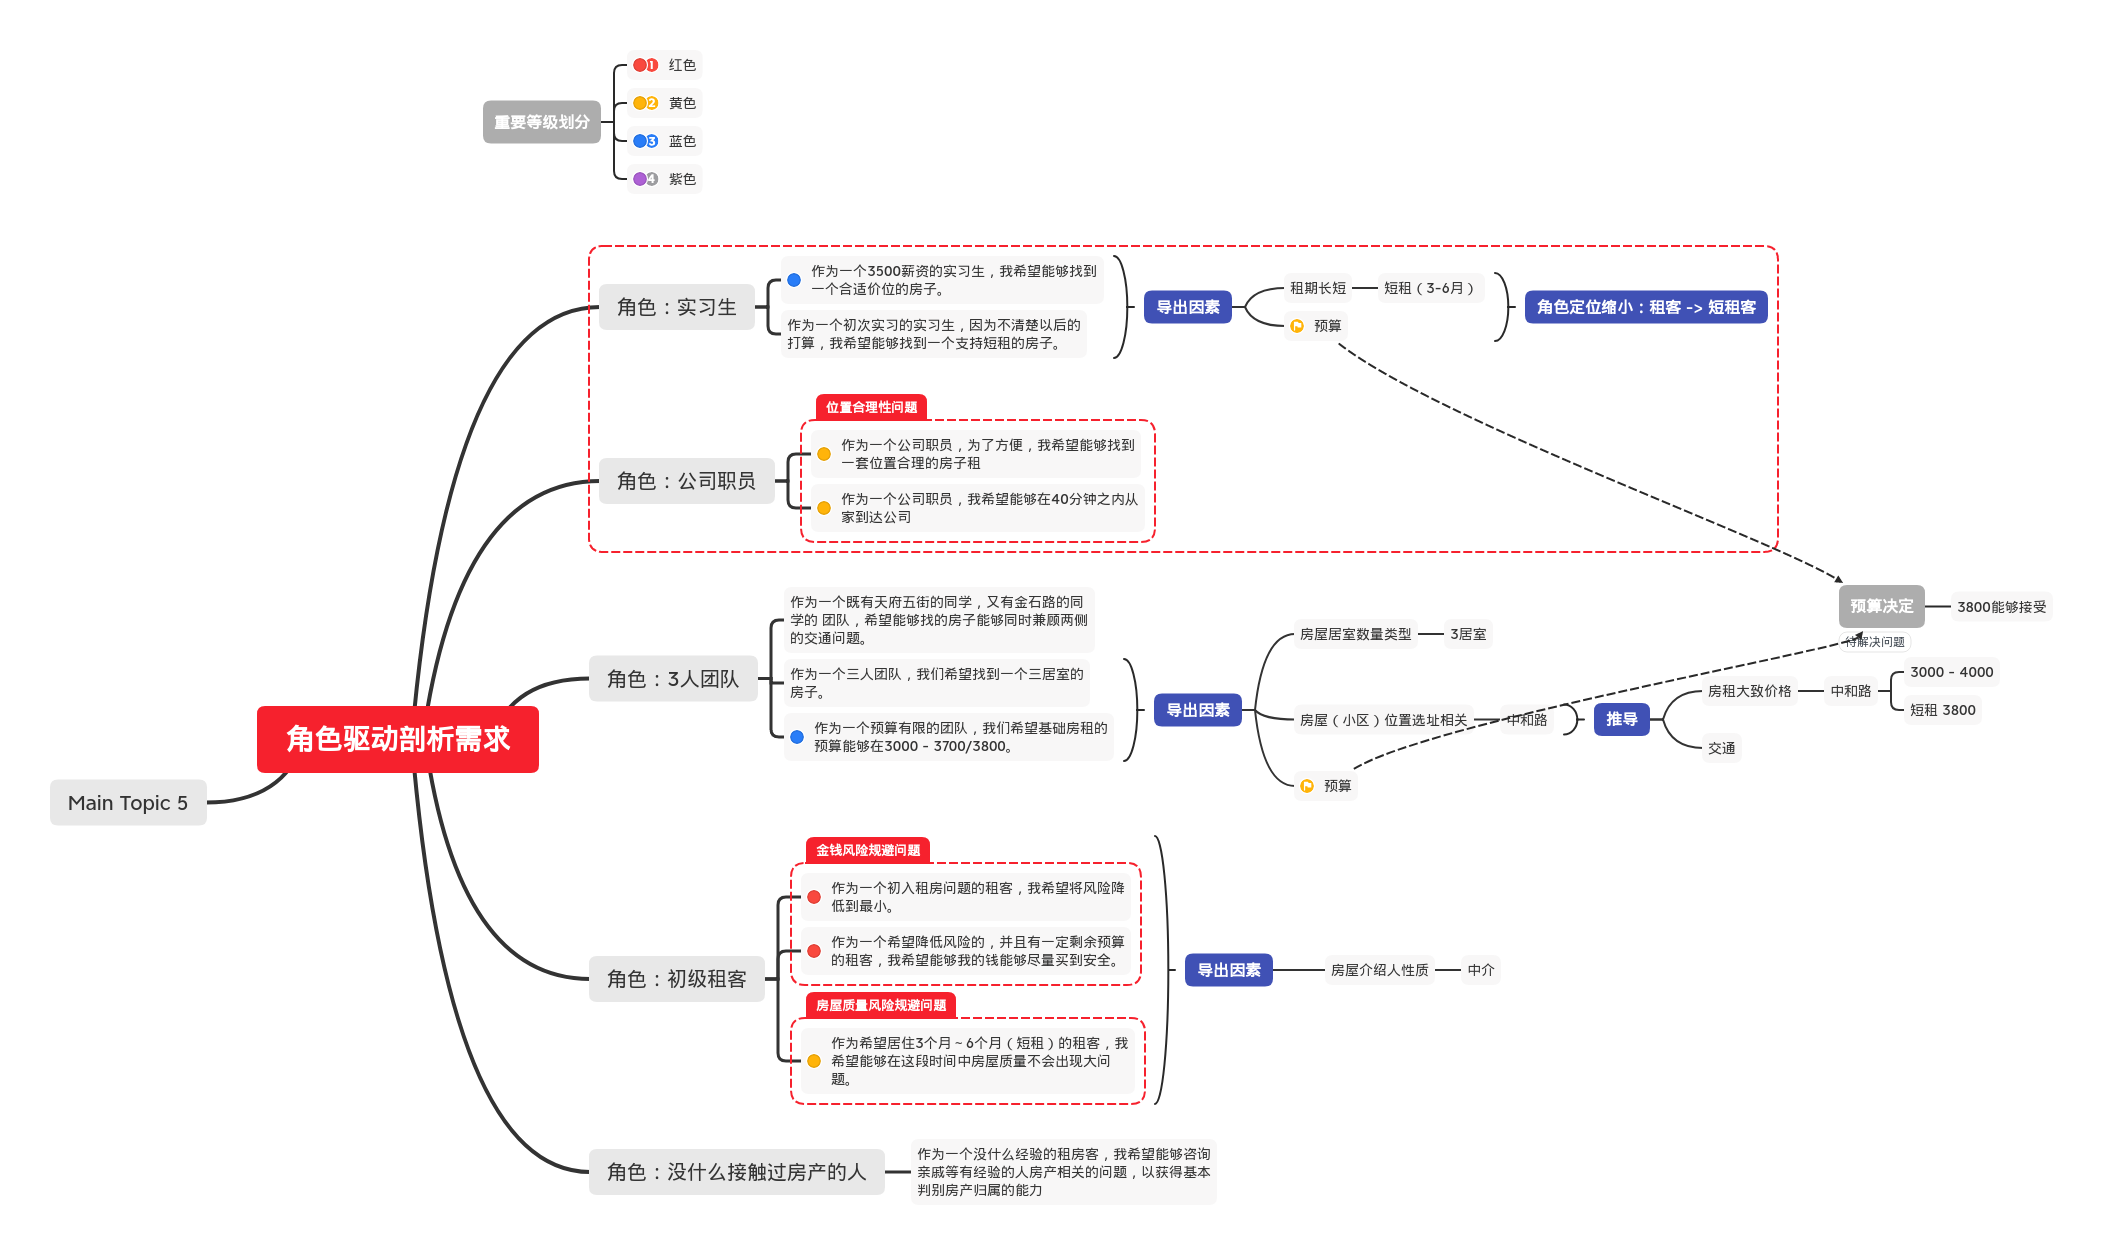 重要等级划分
1 红色
2 黄色
3 蓝色
4 紫色
角色驱动剖析需求
Main Topic 5
角色：实习生
作为一个3500薪资的实习生，我希望能够找到
一个合适价位的房子。
作为一个初次实习的实习生，因为不清楚以后的
打算，我希望能够找到一个支持短租的房子。
导出因素
租期长短
短租（3-6月）
预算
角色定位缩小：租客 -> 短租客
角色：公司职员
位置合理性问题
作为一个公司职员，为了方便，我希望能够找到
一套位置合理的房子租
作为一个公司职员，我希望能够在40分钟之内从
家到达公司
预算决定
3800能够接受
待解决问题
角色：3人团队
作为一个既有天府五街的同学，又有金石路的同
学的 团队，希望能够找的房子能够同时兼顾两侧
的交通问题。
作为一个三人团队，我们希望找到一个三居室的
房子。
作为一个预算有限的团队，我们希望基础房租的
预算能够在3000 - 3700/3800。
导出因素
房屋居室数量类型
3居室
房屋（小区）位置选址相关
中和路
推导
房租大致价格
中和路
3000 - 4000
短租 3800
交通
预算
角色：初级租客
金钱风险规避问题
作为一个初入租房问题的租客，我希望将风险降
低到最小。
作为一个希望降低风险的，并且有一定剩余预算
的租客，我希望能够我的钱能够尽量买到安全。
房屋质量风险规避问题
作为希望居住3个月～6个月（短租）的租客，我
希望能够在这段时间中房屋质量不会出现大问
题。
导出因素
房屋介绍人性质
中介
角色：没什么接触过房产的人
作为一个没什么经验的租房客，我希望能够咨询
亲戚等有经验的人房产相关的问题，以获得基本
判别房产归属的能力